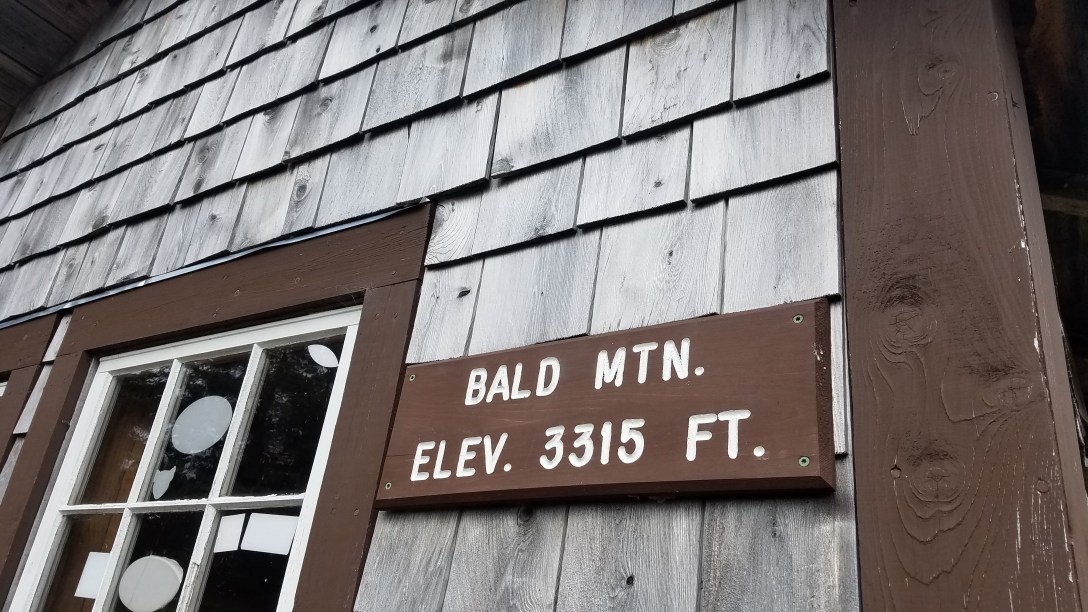 BALD MTN.
ELEV. 3315 FT.